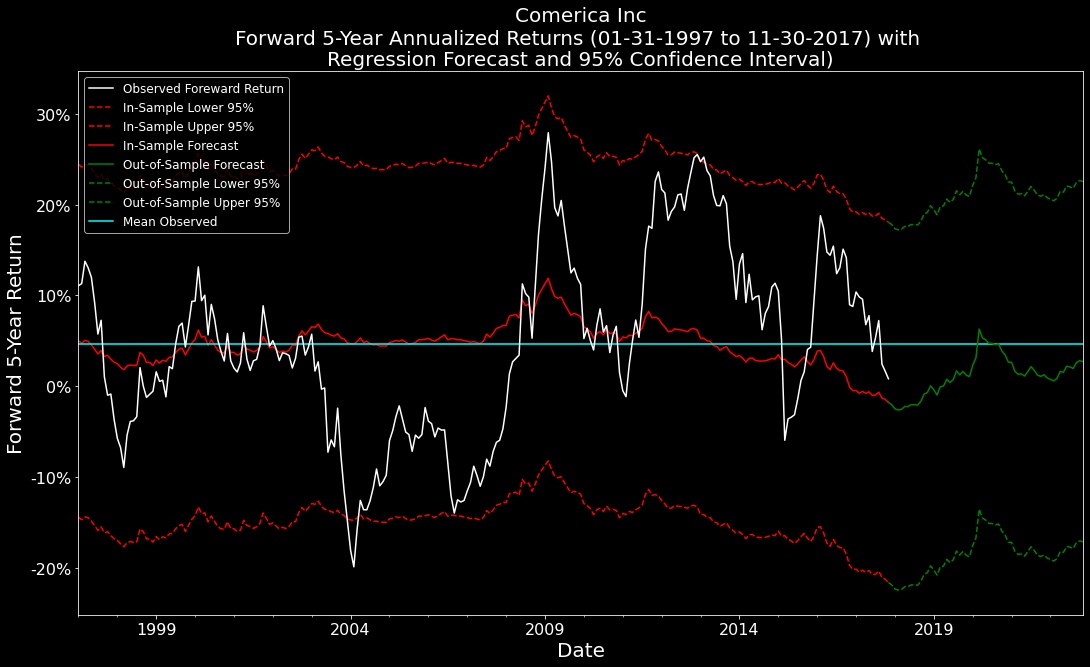 Comerica Inc
Forward 5-Year Annualized Returns (01-31-1997 to 11-30-2017) with
Regression Forecast and 95% Confidence Interval)
Observed Foreward Return
In-Sample Lower 95%
In-Sample Upper 95%
In-Sample Forecast
Out-of-Sample Forecast
Out-of-Sample Lower 95%
Out-of-Sample Upper 95%
Mean Observed
Forward 5-Year Return
30%
20%
10%
0%
-10%
-20%
1999 2004 2009 2014 2019
Date